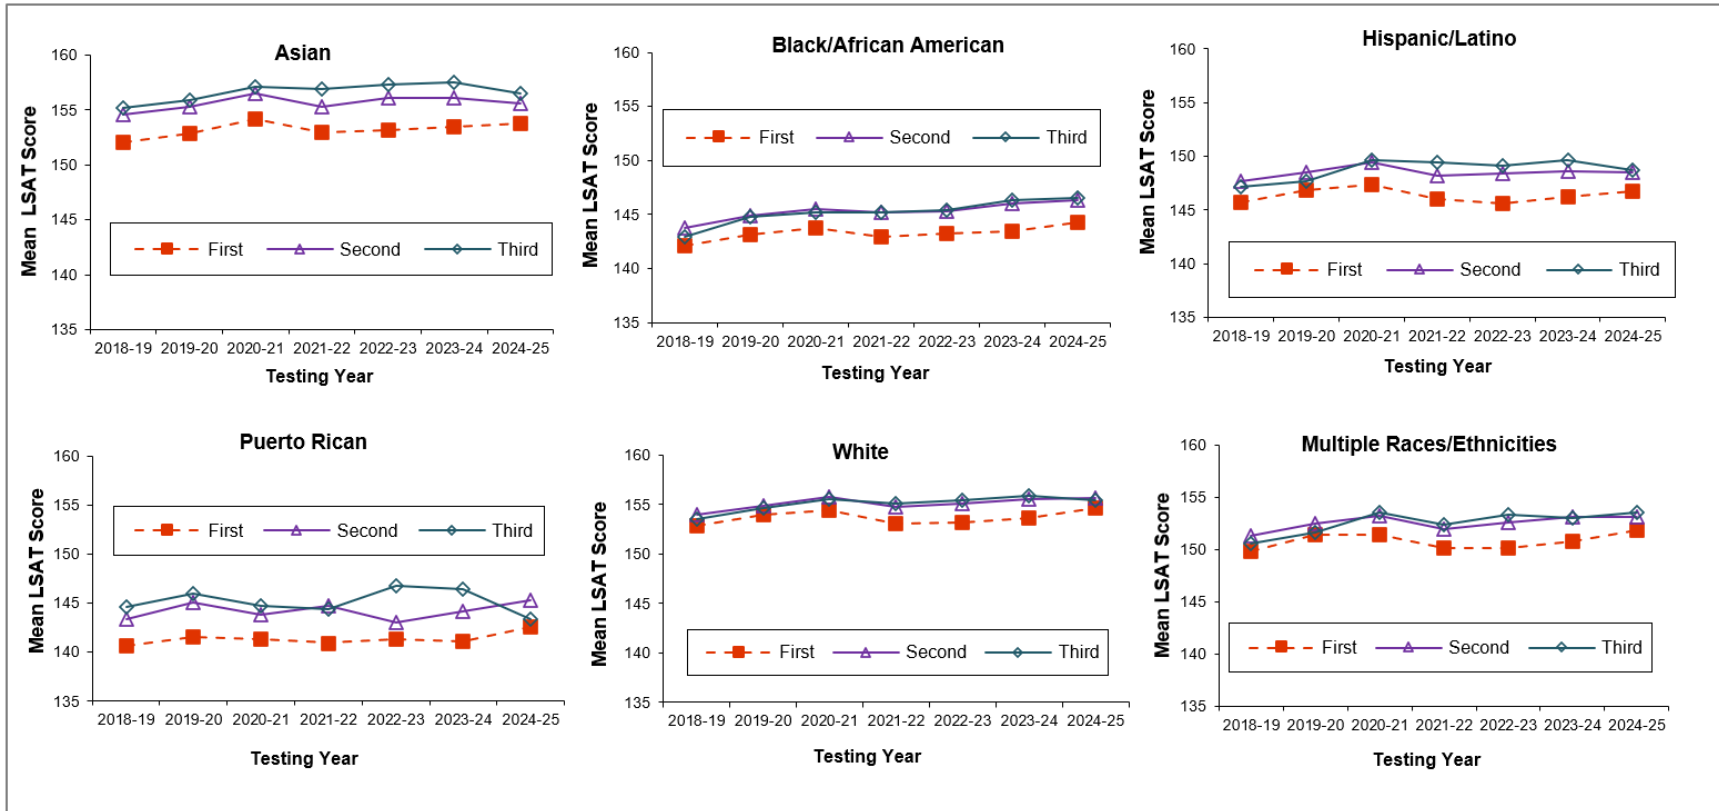 Asian
Mean LSAT Score
160
155
150
145
140
135
First Second Third
2018-19 2019-20 2020-21 2021-22 2022-23 2023-24 2024-25
Testing Year
Black/African American
Mean LSAT Score
160
155
150
145
140
135
First Second Third
2018-19 2019-20 2020-21 2021-22 2022-23 2023-24 2024-25
Testing Year
Hispanic/Latino
Mean LSAT Score
160
155
150
145
140
135
First Second Third
2018-19 2019-20 2020-21 2021-22 2022-23 2023-24 2024-25
Testing Year
Puerto Rican
Mean LSAT Score
160
155
150
145
140
135
First Second Third
2018-19 2019-20 2020-21 2021-22 2022-23 2023-24 2024-25
Testing Year
White
Mean LSAT Score
160
155
150
145
140
135
First Second Third
2018-19 2019-20 2020-21 2021-22 2022-23 2023-24 2024-25
Testing Year
Multiple Races/Ethnicities
Mean LSAT Score
160
155
150
145
140
135
First Second Third
2018-19 2019-20 2020-21 2021-22 2022-23 2023-24 2024-25
Testing Year